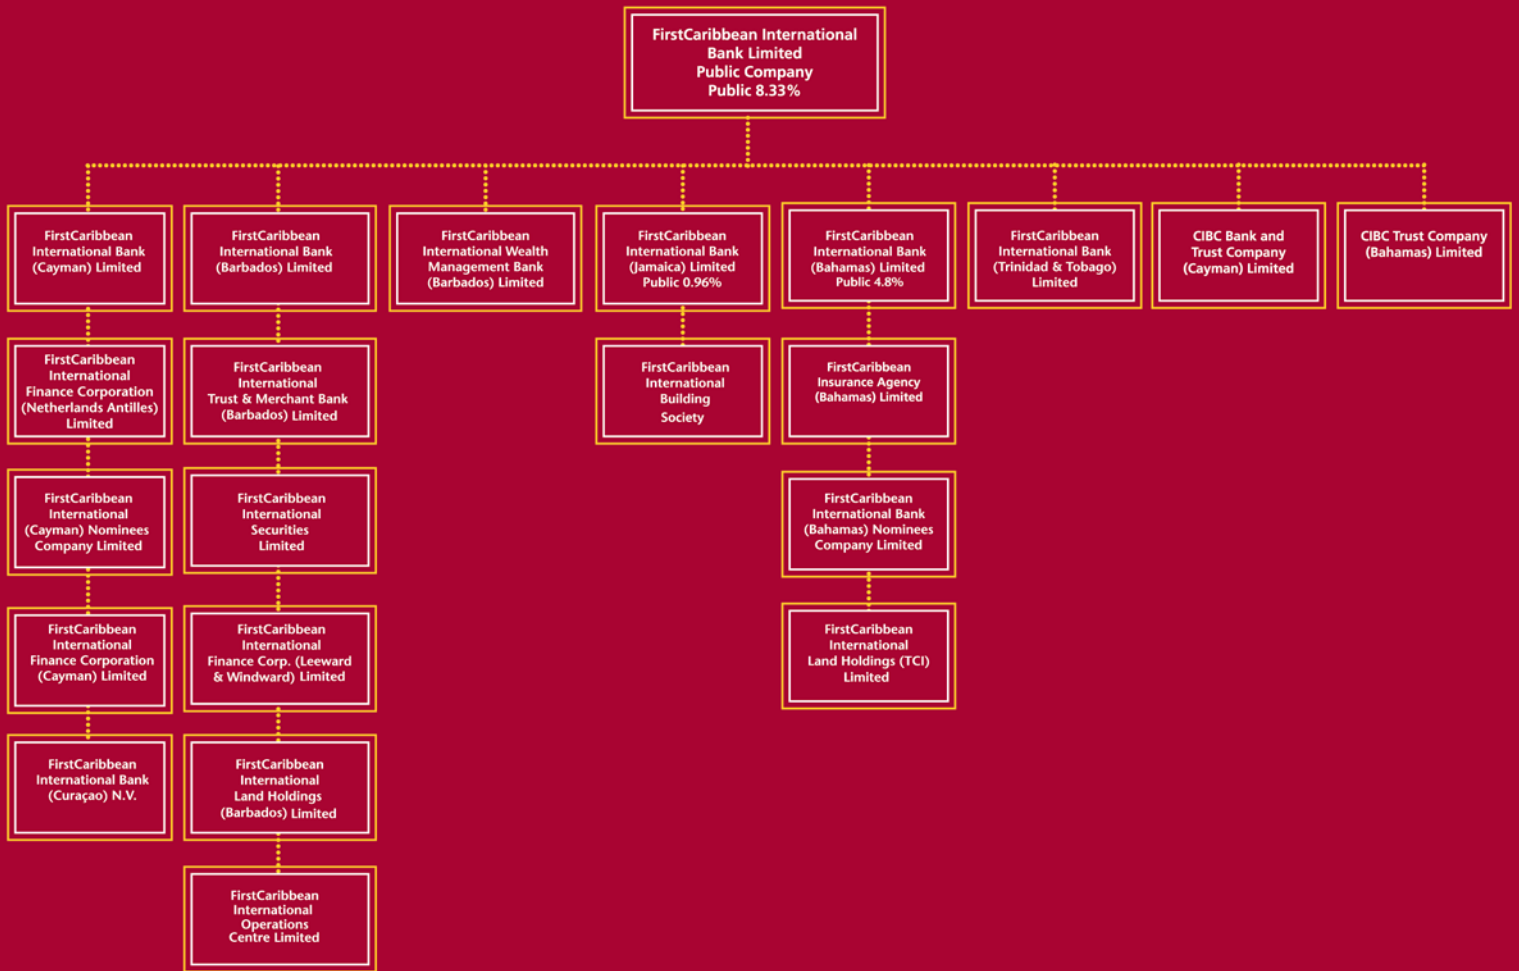 FirstCaribbean International
Bank Limited
Public Company
Public 8.33%
FirstCaribbean
International Bank
(Cayman) Limited
FirstCaribbean
International Bank
(Barbados) Limited
FirstCaribbean
International Wealth
Management Bank
(Barbados) Limited
FirstCaribbean
International Bank
(Jamaica) Limited
Public 0.96%
FirstCaribbean
International Bank
(Bahamas) Limited
Public 4.8%
FirstCaribbean
International Bank
(Trinidad & Tobago)
Limited
CIBC Bank and
Trust Company
(Cayman) Limited
CIBC Trust Company
(Bahamas) Limited
FirstCaribbean
International
Finance Corporation
(Netherlands Antilles)
Limited
FirstCaribbean
International
Trust & Merchant Bank
(Barbados) Limited
FirstCaribbean
International
Building
Society
FirstCaribbean
Insurance Agency
(Bahamas) Limited
FirstCaribbean
International
(Cayman) Nominees
Company Limited
FirstCaribbean
International
Securities
Limited
FirstCaribbean
International Bank
(Bahamas) Nominees
Company Limited
FirstCaribbean
International
Finance Corporation
(Cayman) Limited
FirstCaribbean
International
Finance Corp. (Leeward
& Windward) Limited
FirstCaribbean
International
Land Holdings (TCI)
Limited
FirstCaribbean
International Bank
(Curaçao) N.V.
FirstCaribbean
International
Land Holdings
(Barbados) Limited
FirstCaribbean
International
Operations
Centre Limited